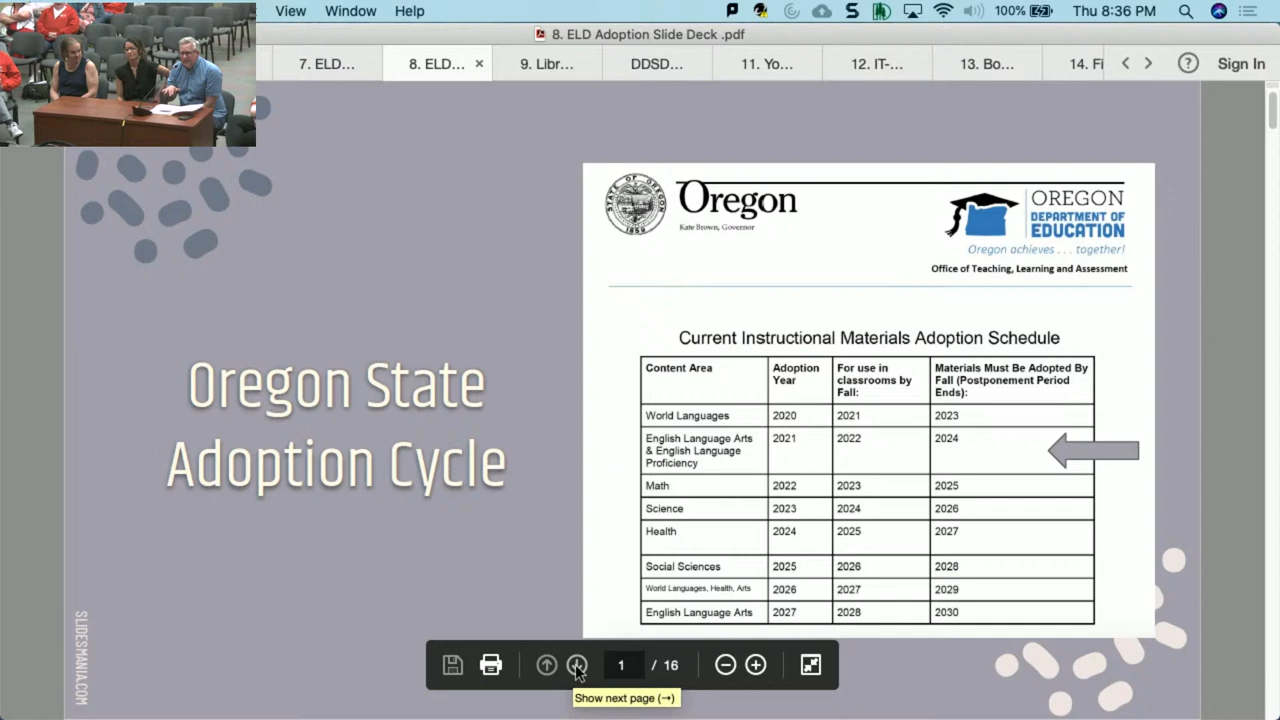 View Window Help
100% Thu 8:36 PM
8. ELD Adoption Slide Deck .pdf
7. ELD... 8. ELD... × 9. Libr... DDSD... 11. Yo... 12. IT-... 13. Bo... 14. Fi ? Sign In
STATE OF OREGON
1859
Oregon
Kate Brown, Governor
OREGON
DEPARTMENT OF
EDUCATION
Oregon achieves . . . together!
Office of Teaching, Learning and Assessment
Oregon State
Adoption Cycle
Current Instructional Materials Adoption Schedule
Content Area Adoption Year For use in classrooms by Fall: Materials Must Be Adopted By Fall (Postponement Period Ends):
World Languages 2020 2021 2023
English Language Arts & English Language Proficiency 2021 2022 2024
Math 2022 2023 2025
Science 2023 2024 2026
Health 2024 2025 2027
Social Sciences 2025 2026 2028
World Languages, Health, Arts 2026 2027 2029
English Language Arts 2027 2028 2030
SLIDESMANIA.COM
1 / 16
Show next page (→)